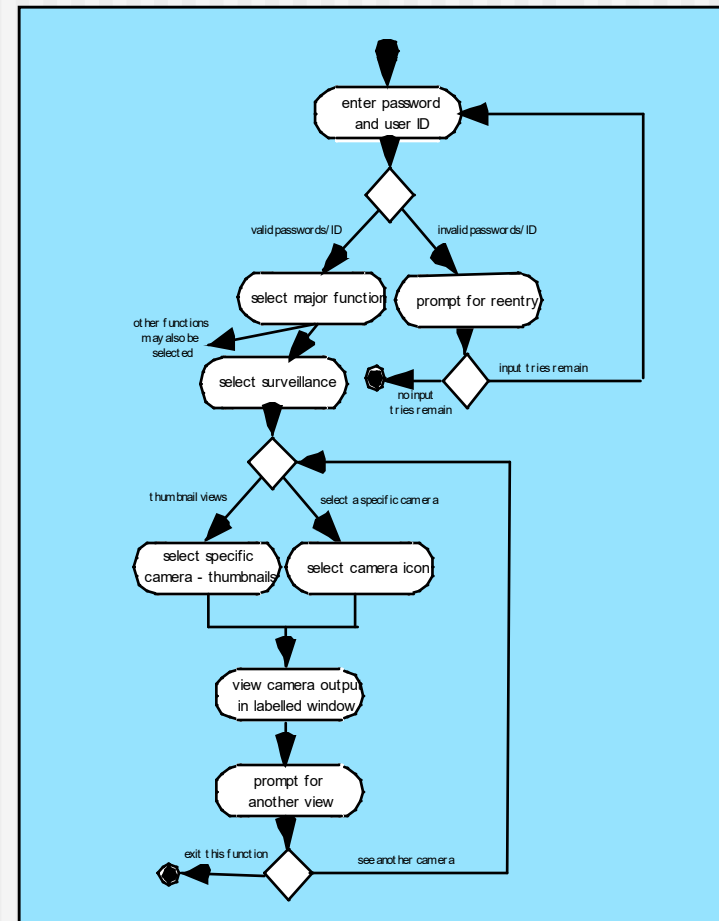 enter password
and user ID
valid passwords/ ID
invalid passwords/ ID
select major function
prompt for reentry
other functions
may also be
selected
select surveillance
input tries remain
no input
tries remain
thumbnail views
select a specific camera
select specific
camera - thumbnails
select camera icon
view camera output
in labelled window
prompt for
another view
exit this function
see another camera